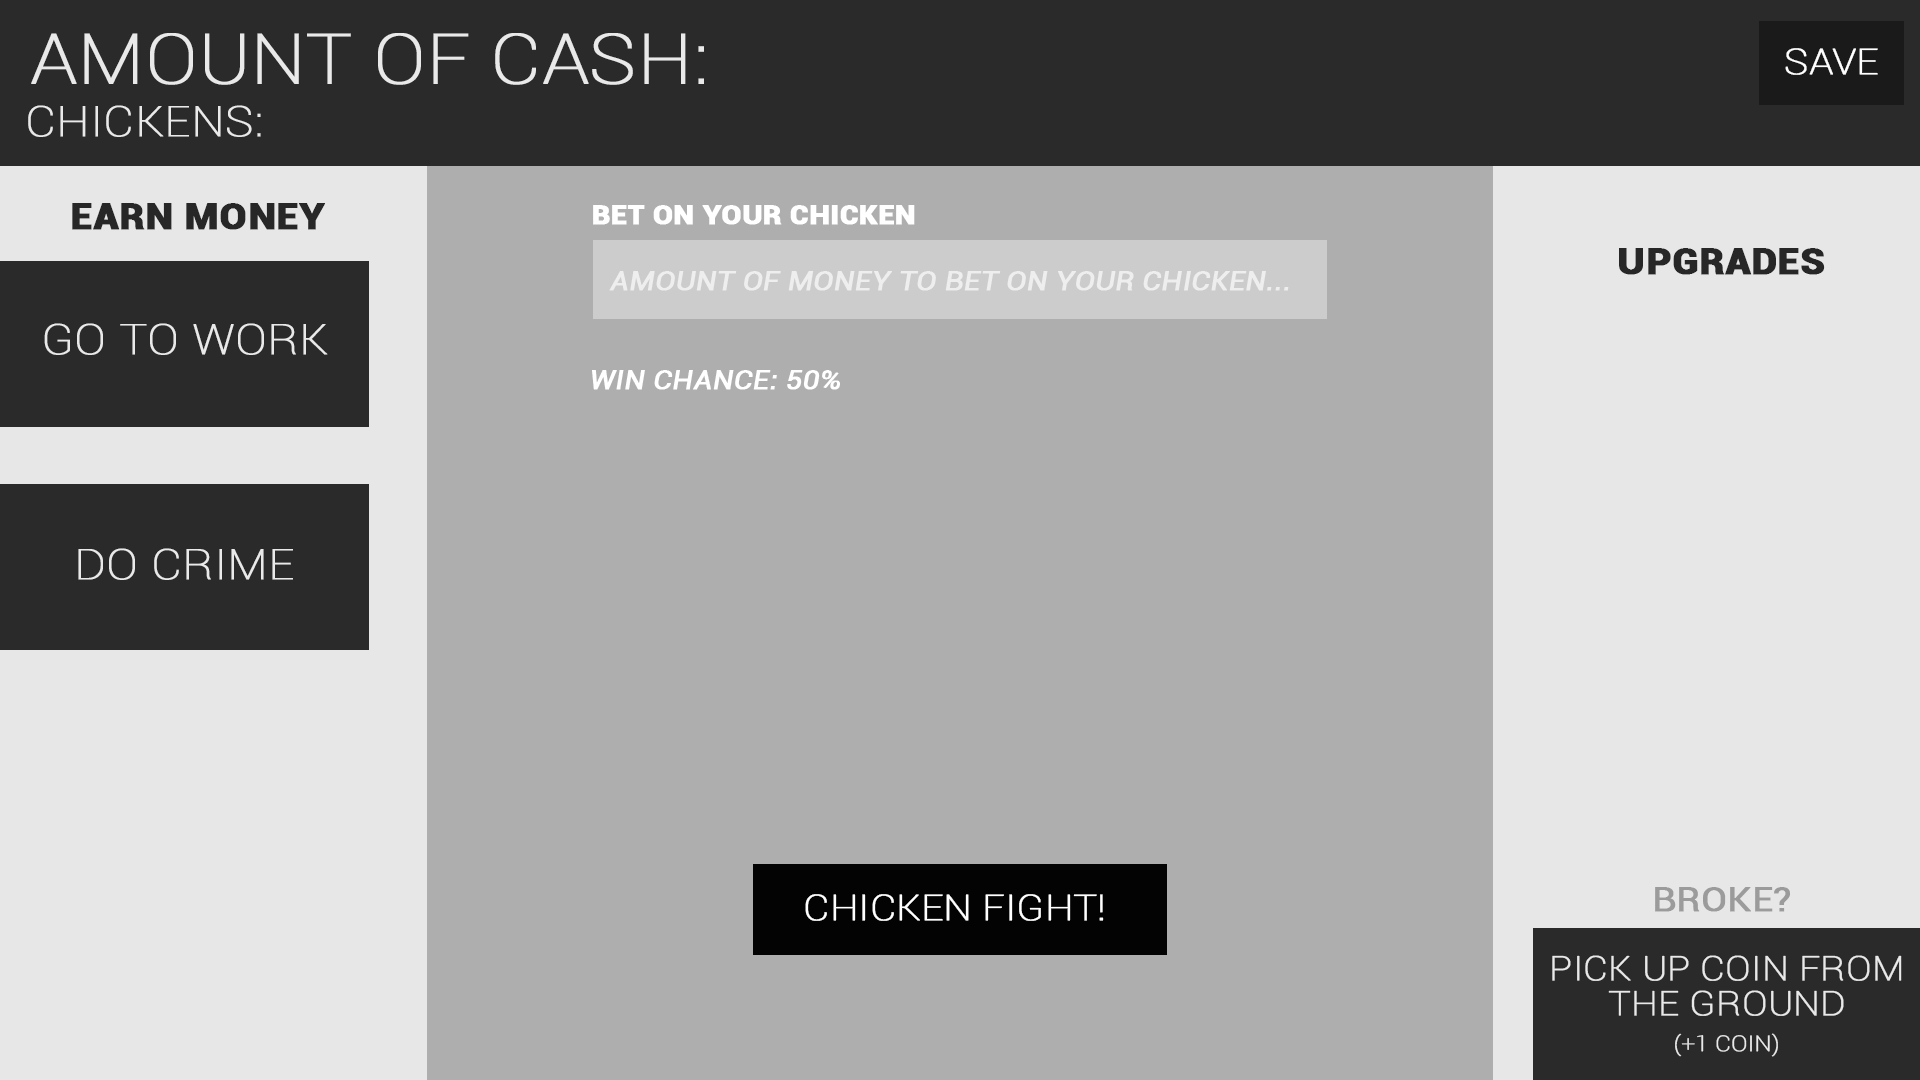 AMOUNT OF CASH:
CHICKENS:
SAVE
EARN MONEY
GO TO WORK
DO CRIME
BET ON YOUR CHICKEN
AMOUNT OF MONEY TO BET ON YOUR CHICKEN...
WIN CHANCE: 50%
CHICKEN FIGHT!
UPGRADES
BROKE?
PICK UP COIN FROM
THE GROUND
(+1 COIN)